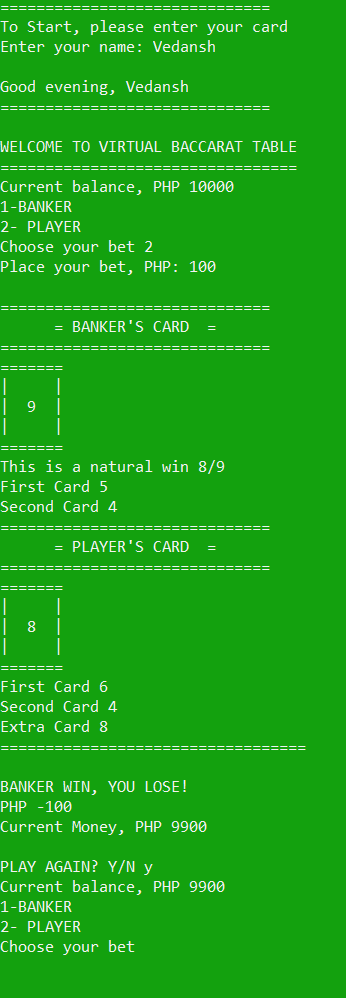 ==============================
To Start, please enter your card
Enter your name: Vedansh
Good evening, Vedansh
==============================
WELCOME TO VIRTUAL BACCARAT TABLE
=================================
Current balance, PHP 10000
1-BANKER
2- PLAYER
Choose your bet 2
Place your bet, PHP: 100
==============================
      = BANKER'S CARD  =
==============================
=======
|     |
|  9  |
|     |
=======
This is a natural win 8/9
First Card 5
Second Card 4
==============================
      = PLAYER'S CARD  =
==============================
=======
|     |
|  8  |
|     |
=======
First Card 6
Second Card 4
Extra Card 8
==================================
BANKER WIN, YOU LOSE!
PHP -100
Current Money, PHP 9900
PLAY AGAIN? Y/N y
Current balance, PHP 9900
1-BANKER
2- PLAYER
Choose your bet